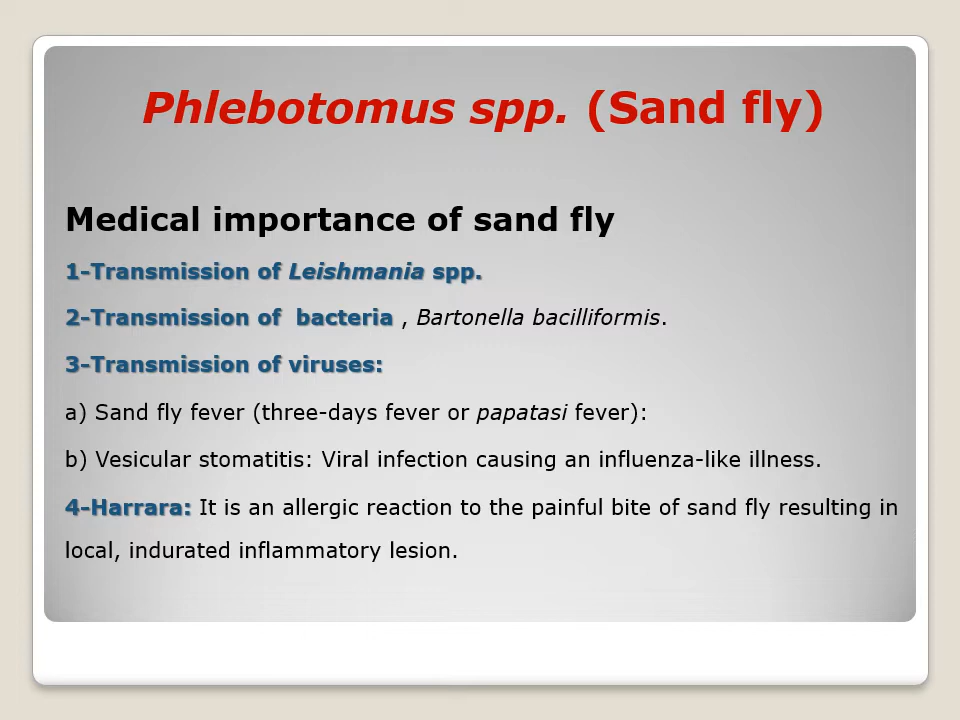 Phlebotomus spp. (Sand fly)
Medical importance of sand fly
1-Transmission of Leishmania spp.
2-Transmission of  bacteria , Bartonella bacilliformis.
3-Transmission of viruses:
a) Sand fly fever (three-days fever or papatasi fever):
b) Vesicular stomatitis: Viral infection causing an influenza-like illness.
4-Harrara: It is an allergic reaction to the painful bite of sand fly resulting in
local, indurated inflammatory lesion.